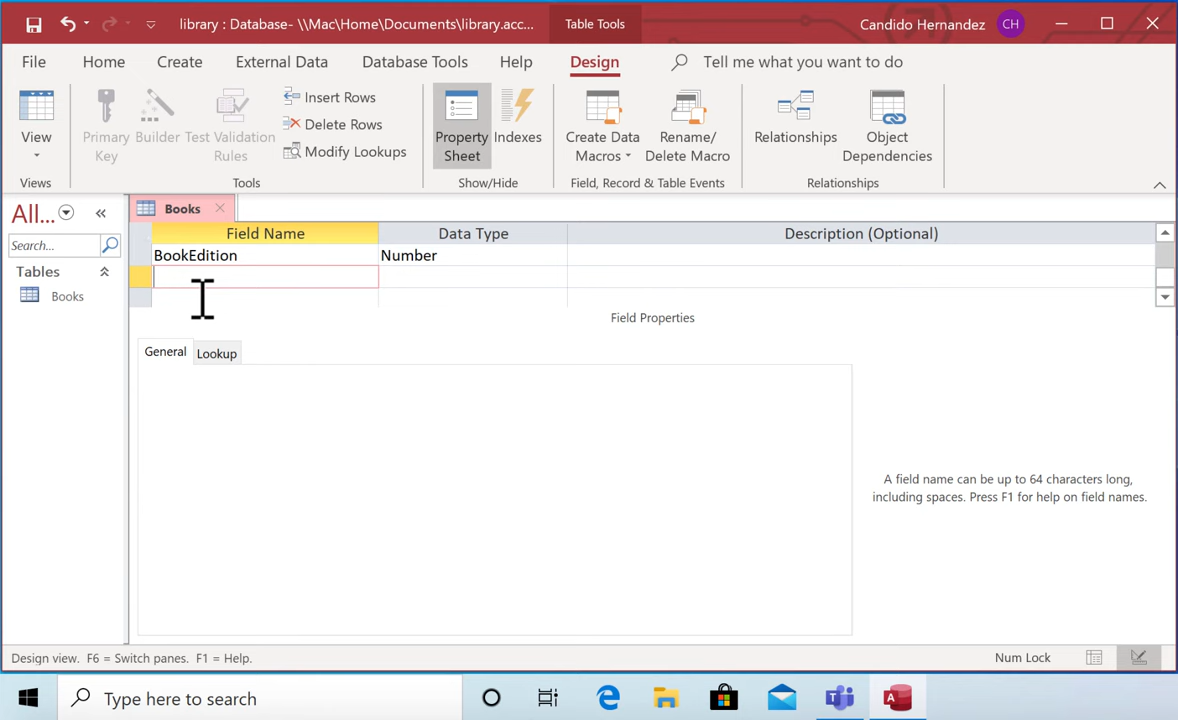 library : Database- \\Mac\Home\Documents\library.acc...
Table Tools
Candido Hernandez
CH
File
Home
Create
External Data
Database Tools
Help
Design
Tell me what you want to do
View
Primary
Key
Builder
Test Validation
Rules
Insert Rows
Delete Rows
Modify Lookups
Property
Sheet
Indexes
Create Data
Macros
Rename/
Delete Macro
Relationships
Object
Dependencies
Views
Tools
Show/Hide
Field, Record & Table Events
Relationships
All...
Search...
Tables
Books
Books
Field Name
Data Type
Description (Optional)
BookEdition
Number
Field Properties
General
Lookup
A field name can be up to 64 characters long,
including spaces. Press F1 for help on field names.
Design view.  F6 = Switch panes.  F1 = Help.
Num Lock
Type here to search